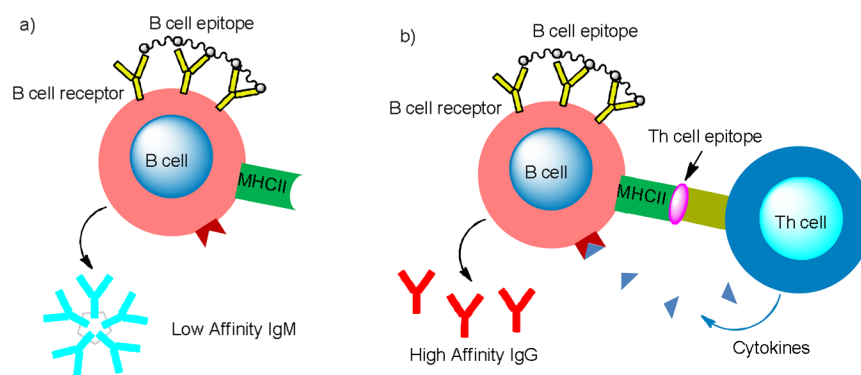 a)
B cell epitope
B cell receptor
B cell
MHCII
Low Affinity IgM
b)
B cell epitope
B cell receptor
Th cell epitope
B cell
MHCII
Th cell
High Affinity IgG
Cytokines